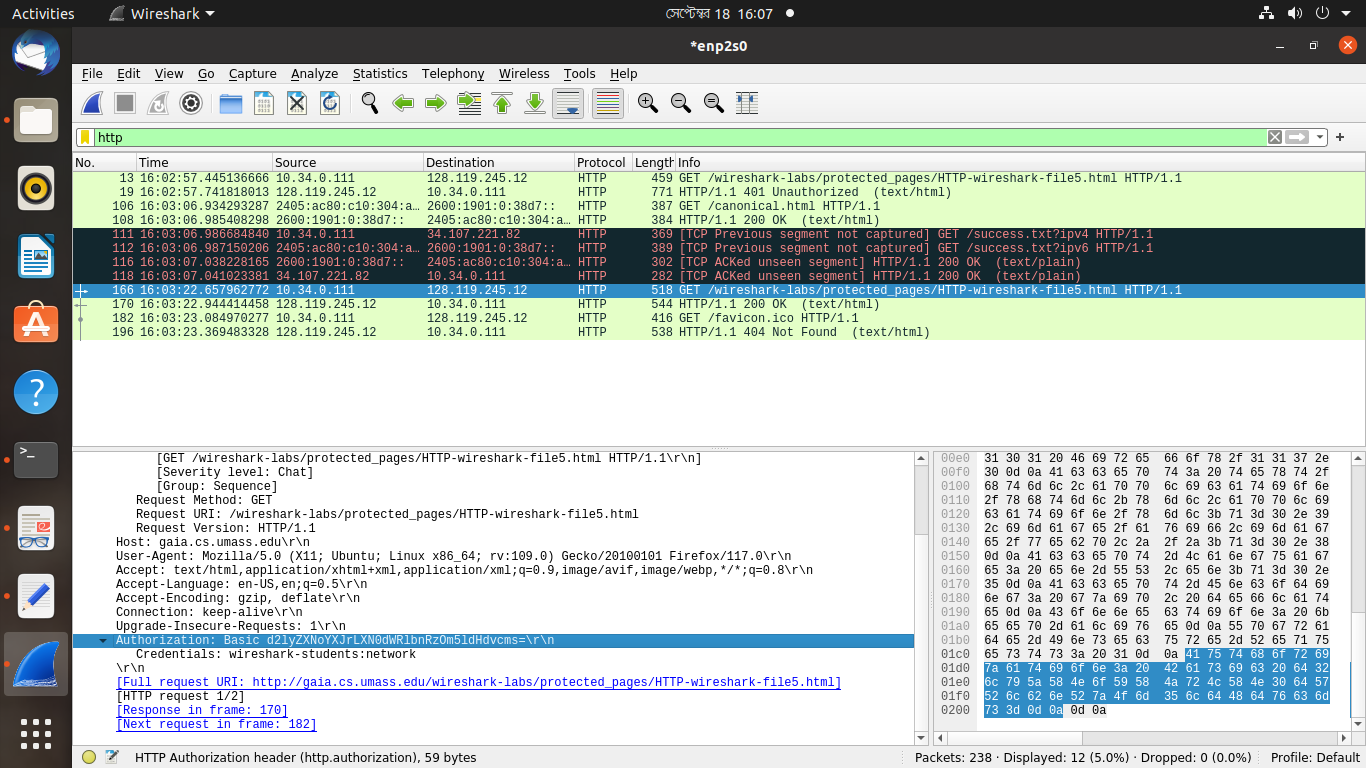 Activities Wireshark সেপ্টেম্বর 18 16:07
*enp2s0
File Edit View Go Capture Analyze Statistics Telephony Wireless Tools Help
http
No. Time Source Destination Protocol Length Info
13 16:02:57.445136666 10.34.0.111 128.119.245.12 HTTP 459 GET /wireshark-labs/protected_pages/HTTP-wireshark-file5.html HTTP/1.1
19 16:02:57.741818013 128.119.245.12 10.34.0.111 HTTP 771 HTTP/1.1 401 Unauthorized (text/html)
106 16:03:06.934293287 2405:ac80:c10:304:a… 2600:1901:0:38d7:: HTTP 387 GET /canonical.html HTTP/1.1
108 16:03:06.985408298 2600:1901:0:38d7:: 2405:ac80:c10:304:a… HTTP 384 HTTP/1.1 200 OK (text/html)
111 16:03:06.986684840 10.34.0.111 34.107.221.82 HTTP 369 [TCP Previous segment not captured] GET /success.txt?ipv4 HTTP/1.1
112 16:03:06.987150206 2405:ac80:c10:304:a… 2600:1901:0:38d7:: HTTP 389 [TCP Previous segment not captured] GET /success.txt?ipv6 HTTP/1.1
116 16:03:07.038228165 2600:1901:0:38d7:: 2405:ac80:c10:304:a… HTTP 302 [TCP ACKed unseen segment] HTTP/1.1 200 OK (text/plain)
118 16:03:07.041023381 34.107.221.82 10.34.0.111 HTTP 282 [TCP ACKed unseen segment] HTTP/1.1 200 OK (text/plain)
166 16:03:22.657962772 10.34.0.111 128.119.245.12 HTTP 518 GET /wireshark-labs/protected_pages/HTTP-wireshark-file5.html HTTP/1.1
170 16:03:22.944414458 128.119.245.12 10.34.0.111 HTTP 544 HTTP/1.1 200 OK (text/html)
182 16:03:23.084970277 10.34.0.111 128.119.245.12 HTTP 416 GET /favicon.ico HTTP/1.1
196 16:03:23.369483328 128.119.245.12 10.34.0.111 HTTP 538 HTTP/1.1 404 Not Found (text/html)
[GET /wireshark-labs/protected_pages/HTTP-wireshark-file5.html HTTP/1.1\r\n]
[Severity level: Chat]
[Group: Sequence]
Request Method: GET
Request URI: /wireshark-labs/protected_pages/HTTP-wireshark-file5.html
Request Version: HTTP/1.1
Host: gaia.cs.umass.edu\r\n
User-Agent: Mozilla/5.0 (X11; Ubuntu; Linux x86_64; rv:109.0) Gecko/20100101 Firefox/117.0\r\n
Accept: text/html,application/xhtml+xml,application/xml;q=0.9,image/avif,image/webp,*/*;q=0.8\r\n
Accept-Language: en-US,en;q=0.5\r\n
Accept-Encoding: gzip, deflate\r\n
Connection: keep-alive\r\n
Upgrade-Insecure-Requests: 1\r\n
Authorization: Basic d2lyZXNoYXJrLXN0dWRlbnRzOm5ldHdvcms=\r\n
Credentials: wireshark-students:network
\r\n
[Full request URI: http://gaia.cs.umass.edu/wireshark-labs/protected_pages/HTTP-wireshark-file5.html]
[HTTP request 1/2]
[Response in frame: 170]
[Next request in frame: 182]
00e0 31 30 31 20 46 69 72 65 66 6f 78 2f 31 31 37 2e
00f0 30 0d 0a 41 63 63 65 70 74 3a 20 74 65 78 74 2f
0100 68 74 6d 6c 2c 61 70 70 6c 69 63 61 74 69 6f 6e
0110 2f 78 68 74 6d 6c 2b 78 6d 6c 2c 61 70 70 6c 69
0120 63 61 74 69 6f 6e 2f 78 6d 6c 3b 71 3d 30 2e 39
0130 2c 69 6d 61 67 65 2f 61 76 69 66 2c 69 6d 61 67
0140 65 2f 77 65 62 70 2c 2a 2f 2a 3b 71 3d 30 2e 38
0150 0d 0a 41 63 63 65 70 74 2d 4c 61 6e 67 75 61 67
0160 65 3a 20 65 6e 2d 55 53 2c 65 6e 3b 71 3d 30 2e
0170 35 0d 0a 41 63 63 65 70 74 2d 45 6e 63 6f 64 69
0180 6e 67 3a 20 67 7a 69 70 2c 20 64 65 66 6c 61 74
0190 65 0d 0a 43 6f 6e 6e 65 63 74 69 6f 6e 3a 20 6b
01a0 65 65 70 2d 61 6c 69 76 65 0d 0a 55 70 67 72 61
01b0 64 65 2d 49 6e 73 65 63 75 72 65 2d 52 65 71 75
01c0 65 73 74 73 3a 20 31 0d 0a 41 75 74 68 6f 72 69
01d0 7a 61 74 69 6f 6e 3a 20 42 61 73 69 63 20 64 32
01e0 6c 79 5a 58 4e 6f 59 58 4a 72 4c 58 4e 30 64 57
01f0 52 6c 62 6e 52 7a 4f 6d 35 6c 64 48 64 76 63 6d
0200 73 3d 0d 0a 0d 0a
HTTP Authorization header (http.authorization), 59 bytes Packets: 238 · Displayed: 12 (5.0%) · Dropped: 0 (0.0%) Profile: Default